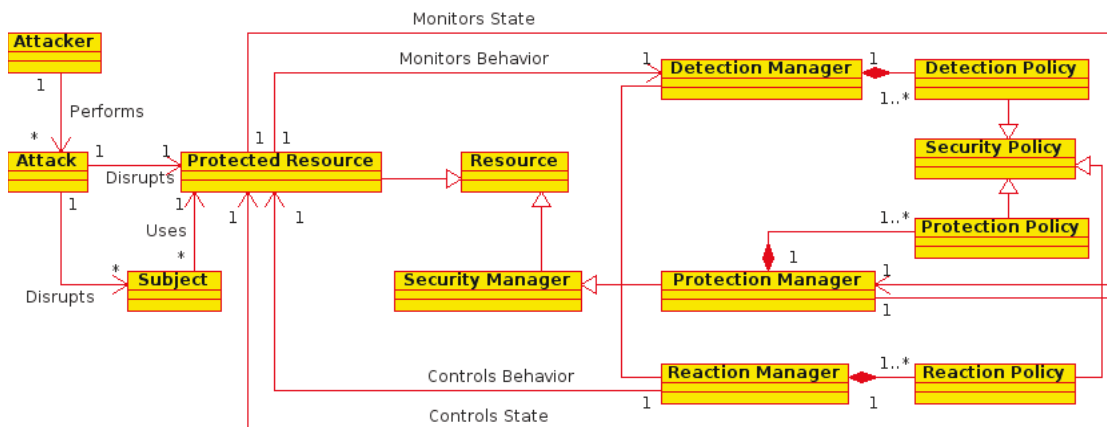 Monitors State
Attacker
Monitors Behavior
1
Detection Manager
1
Detection Policy
1
1..*
Performs
*
1
1
Security Policy
Attack
1
1
Protected Resource
Resource
Disrupts
1
1
1
1
1..*
Uses
Protection Policy
*
1
*
1
Subject
Security Manager
Protection Manager
Disrupts
1
1..*
Controls Behavior
Reaction Manager
Reaction Policy
1
1
Controls State